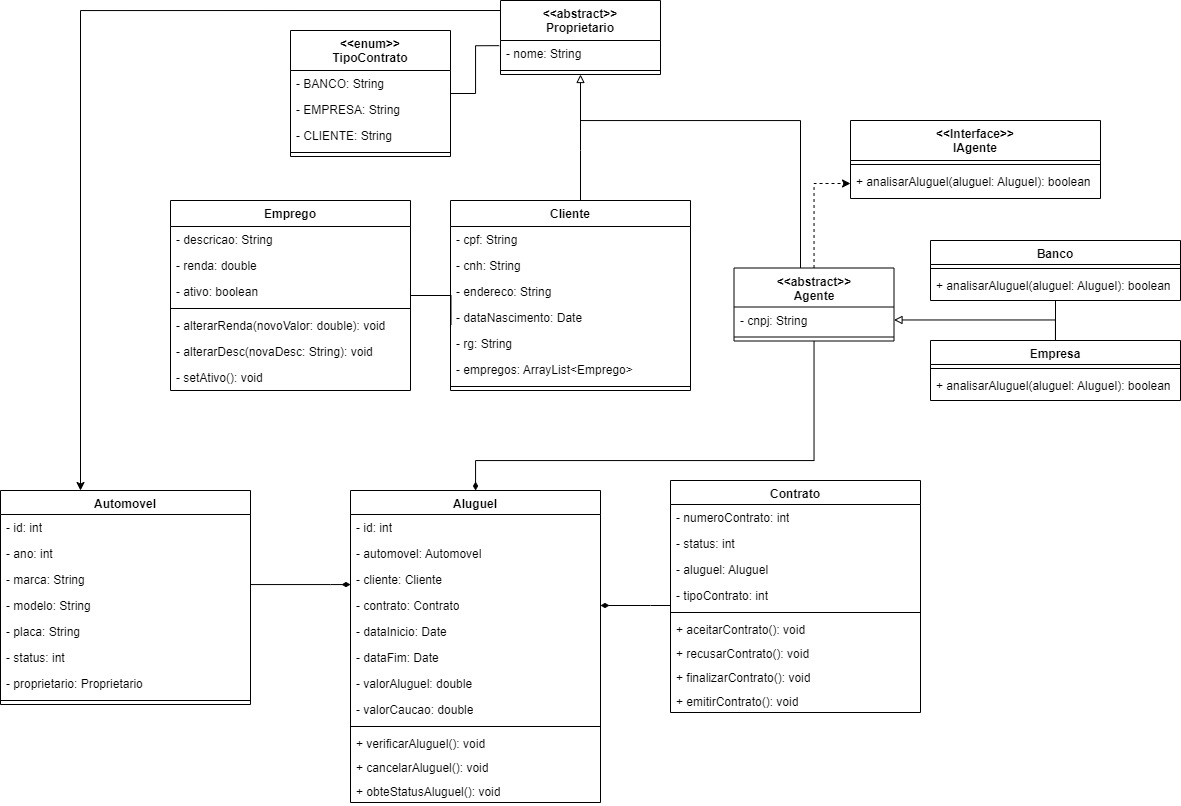 <<abstract>>
Proprietario
- nome: String
<<enum>>
TipoContrato
- BANCO: String
- EMPRESA: String
- CLIENTE: String
<<Interface>>
IAgente
+ analisarAluguel(aluguel: Aluguel): boolean
Emprego
- descricao: String
- renda: double
- ativo: boolean
- alterarRenda(novoValor: double): void
- alterarDesc(novaDesc: String): void
- setAtivo(): void
Cliente
- cpf: String
- cnh: String
- endereco: String
- dataNascimento: Date
- rg: String
- empregos: ArrayList<Emprego>
<<abstract>>
Agente
- cnpj: String
Banco
+ analisarAluguel(aluguel: Aluguel): boolean
Empresa
+ analisarAluguel(aluguel: Aluguel): boolean
Automovel
- id: int
- ano: int
- marca: String
- modelo: String
- placa: String
- status: int
- proprietario: Proprietario
Aluguel
- id: int
- automovel: Automovel
- cliente: Cliente
- contrato: Contrato
- dataInicio: Date
- dataFim: Date
- valorAluguel: double
- valorCaucao: double
+ verificarAluguel(): void
+ cancelarAluguel(): void
+ obteStatusAluguel(): void
Contrato
- numeroContrato: int
- status: int
- aluguel: Aluguel
- tipoContrato: int
+ aceitarContrato(): void
+ recusarContrato(): void
+ finalizarContrato(): void
+ emitirContrato(): void